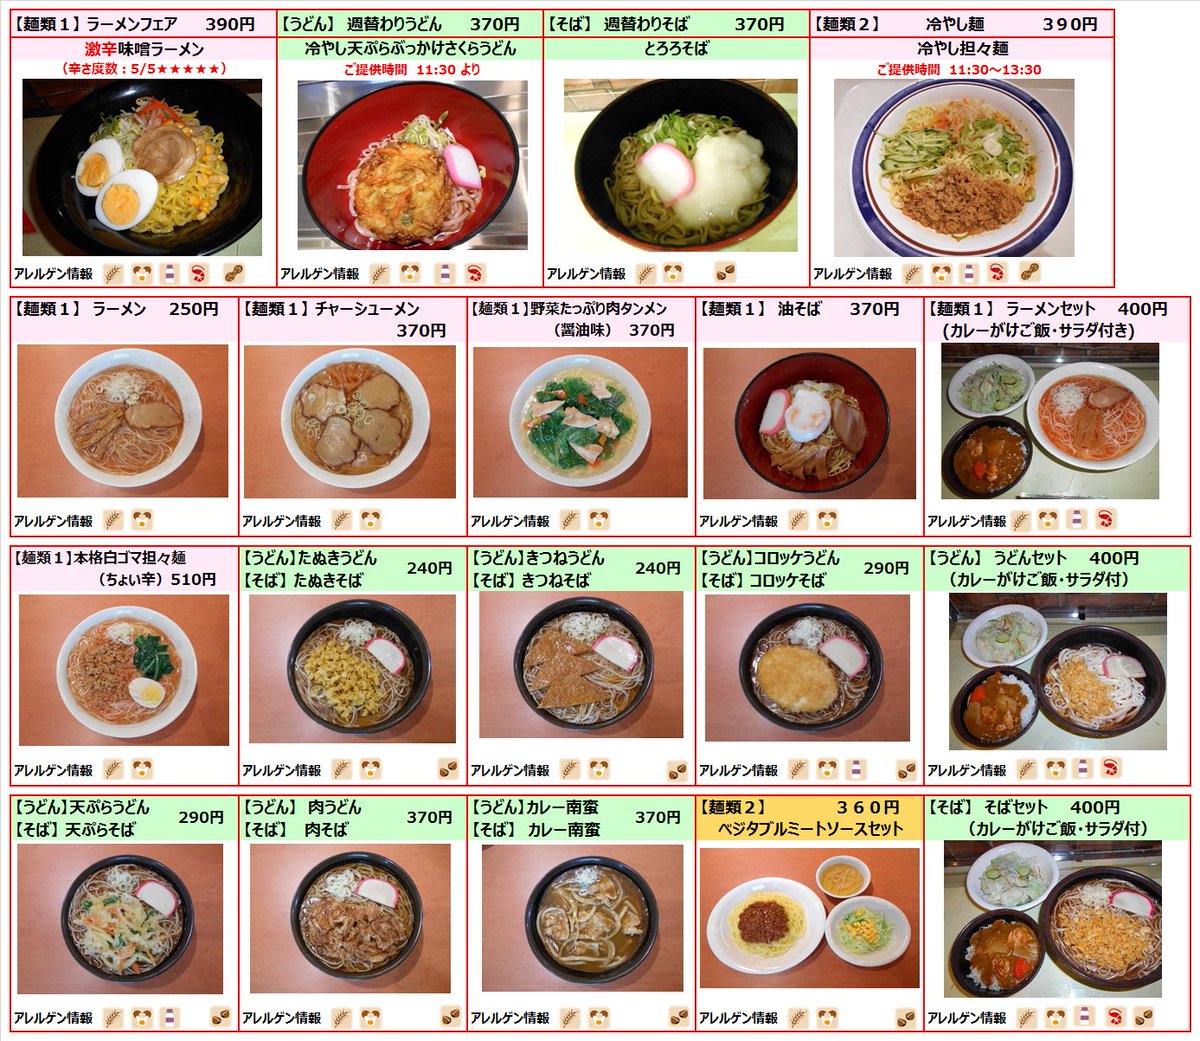 【麺類１】 ラーメンフェア 390円
激辛味噌ラーメン
（辛さ度数：5/5★★★★★）
アレルゲン情報
【うどん】 週替わりうどん 370円
冷やし天ぷらぶっかけさくらうどん
ご提供時間 11:30 より
アレルゲン情報
【そば】 週替わりそば 370円
とろろそば
アレルゲン情報
【麺類２】 冷やし麺 ３９０円
冷やし担々麺
ご提供時間 11:30～13:30
アレルゲン情報
【麺類１】 ラーメン 250円
アレルゲン情報
【麺類１】 チャーシューメン
370円
アレルゲン情報
【麺類１】野菜たっぷり肉タンメン
（醤油味） 370円
アレルゲン情報
【麺類１】 油そば 370円
アレルゲン情報
【麺類１】 ラーメンセット 400円
(カレーがけご飯・サラダ付き)
アレルゲン情報
【麺類１】本格白ゴマ担々麺
（ちょい辛）510円
アレルゲン情報
【うどん】たぬきうどん
【そば】 たぬきそば 240円
アレルゲン情報
【うどん】きつねうどん
【そば】 きつねそば 240円
アレルゲン情報
【うどん】コロッケうどん
【そば】 コロッケそば 290円
アレルゲン情報
【うどん】 うどんセット 400円
（カレーがけご飯・サラダ付）
アレルゲン情報
【うどん】天ぷらうどん
【そば】 天ぷらそば 290円
アレルゲン情報
【うどん】 肉うどん
【そば】 肉そば 370円
アレルゲン情報
【うどん】カレー南蛮
【そば】 カレー南蛮 370円
アレルゲン情報
【麺類２】 ３６０円
ベジタブルミートソースセット
アレルゲン情報
【そば】 そばセット 400円
（カレーがけご飯・サラダ付）
アレルゲン情報